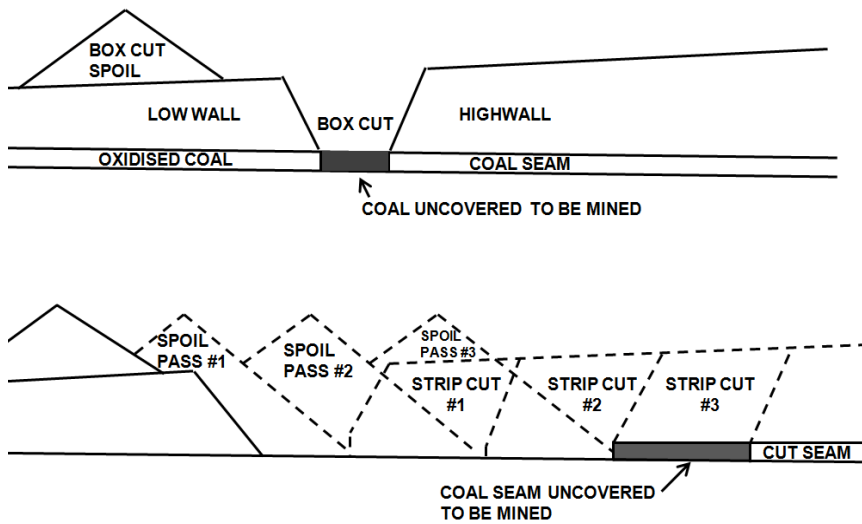 BOX CUT
SPOIL
LOW WALL
BOX CUT
HIGHWALL
OXIDISED COAL
COAL SEAM
COAL UNCOVERED TO BE MINED
SPOIL
PASS #1
SPOIL
PASS #2
SPOIL
PASS #3
STRIP CUT
#1
STRIP CUT
#2
STRIP CUT
#3
CUT SEAM
COAL SEAM UNCOVERED
TO BE MINED